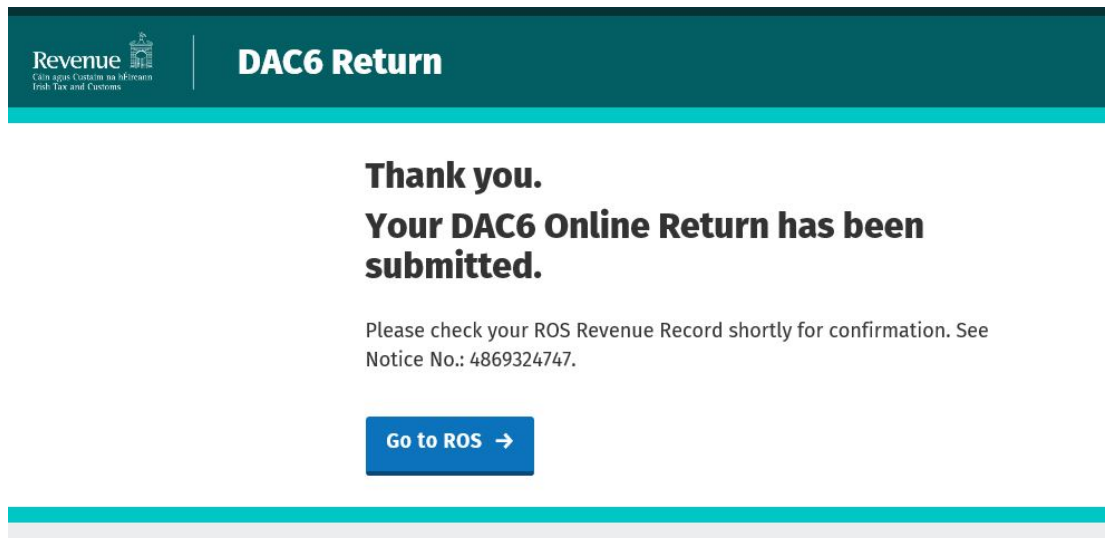 Revenue
Cáin agus Custaim na hÉireann
Irish Tax and Customs
DAC6 Return
Thank you.
Your DAC6 Online Return has been
submitted.
Please check your ROS Revenue Record shortly for confirmation. See
Notice No.: 4869324747.
Go to ROS →